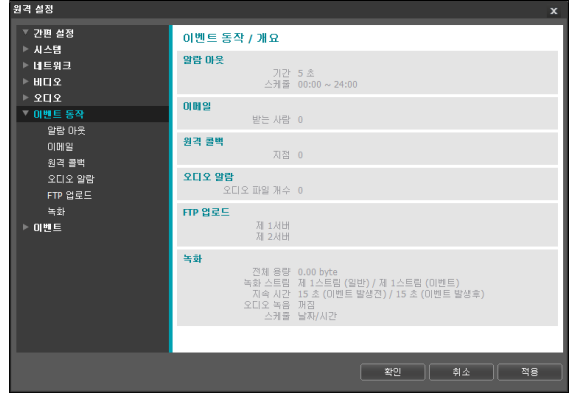 원격 설정
x
간편 설정
시스템
네트워크
비디오
오디오
이벤트 동작
알람 아웃
이메일
원격 콜백
오디오 알람
FTP 업로드
녹화
이벤트
이벤트 동작 / 개요
알람 아웃
기간 5 초
스케쥴 00:00 ~ 24:00
이메일
받는 사람 0
원격 콜백
지점 0
오디오 알람
오디오 파일 개수 0
FTP 업로드
제 1서버
제 2서버
녹화
전체 용량 0.00 byte
녹화 스트림 제 1스트림 (일반) / 제 1스트림 (이벤트)
지속 시간 15 초 (이벤트 발생전) / 15 초 (이벤트 발생후)
오디오 녹음 꺼짐
스케쥴 날짜/시간
확인 취소 적용